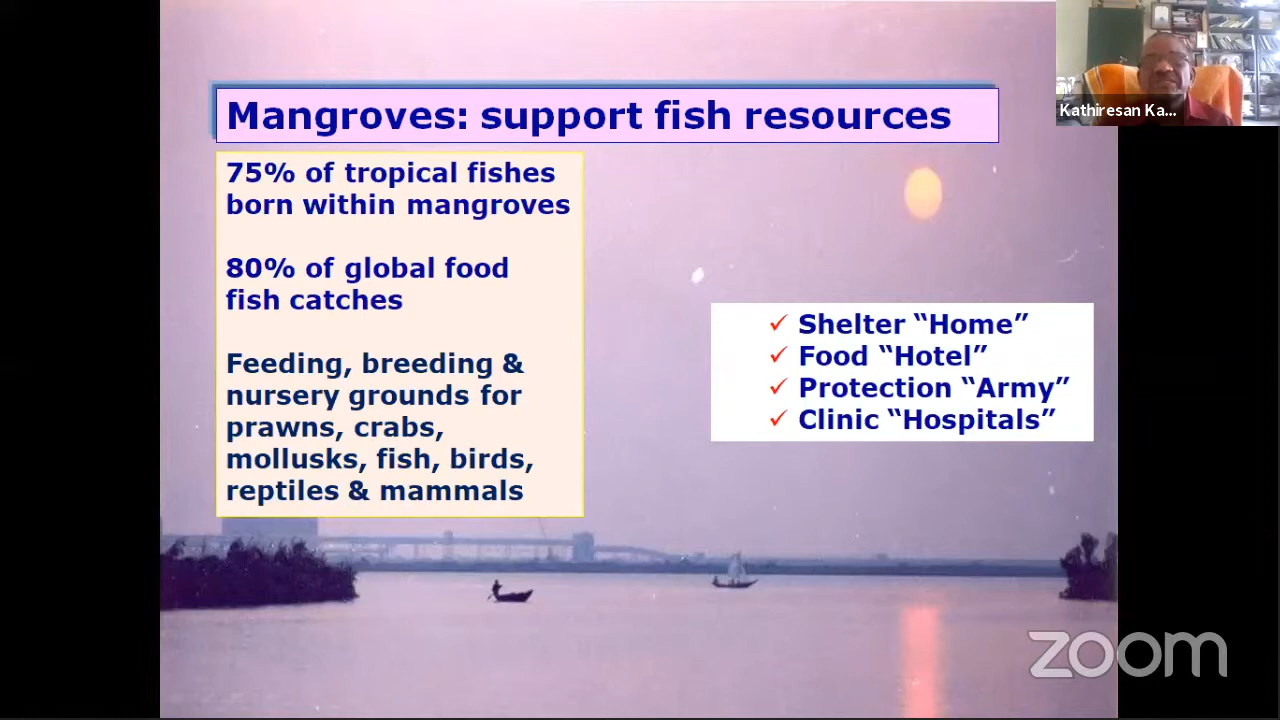 Mangroves: support fish resources
Kathiresan Ka...
75% of tropical fishes
born within mangroves
80% of global food
fish catches
Feeding, breeding &
nursery grounds for
prawns, crabs,
mollusks, fish, birds,
reptiles & mammals
✓ Shelter “Home”
✓ Food “Hotel”
✓ Protection “Army”
✓ Clinic “Hospitals”
zoom